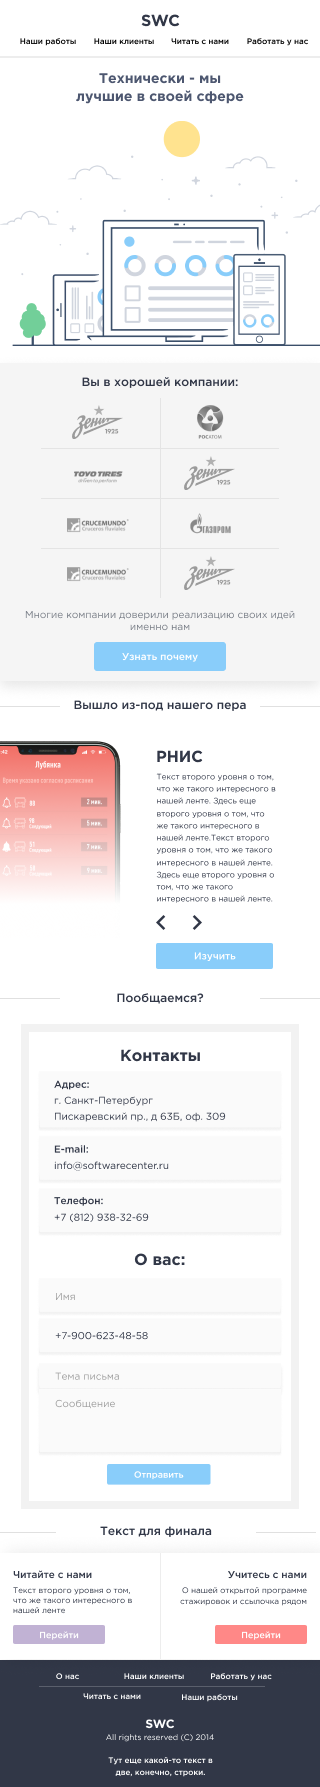 SWC
Наши работы Наши клиенты Читать с нами Работать у нас
Технически - мы
лучшие в своей сфере
Вы в хорошей компании:
Зенит 1925
РОСАТОМ
TOYO TIRES
driven to perform
Зенит 1925
CRUCEMUNDO
Cruceros Fluviales
ГАЗПРОМ
CRUCEMUNDO
Cruceros Fluviales
Зенит 1925
Многие компании доверили реализацию своих идей
именно нам
Узнать почему
Вышло из-под нашего пера
:42
Лубянка
Время указано согласно расписанию
98 2 мин.
98 5 мин.
Следующий
53 7 мин.
Следующий
РНИС
Текст второго уровня о том,
что же такого интересного в
нашей ленте. Здесь еще
второго уровня о том, что
же такого интересного в
нашей ленте.Текст второго
уровня о том, что же такого
интересного в нашей ленте.
Здесь еще второго уровня о
том, что же такого
интересного в нашей ленте.
Изучить
Пообщаемся?
Контакты
Адрес:
г. Санкт-Петербург
Пискаревский пр., д 63Б, оф. 309
E-mail:
info@softwarecenter.ru
Телефон:
+7 (812) 938-32-69
О вас:
Имя
+7-900-623-48-58
Тема письма
Сообщение
Отправить
Текст для финала
Читайте с нами
Текст второго уровня о том,
что же такого интересного в
нашей ленте
Перейти
Учитесь с нами
О нашей открытой программе
стажировок и ссылочка рядом
Перейти
О нас Наши клиенты Работать у нас
Читать с нами Наши работы
SWC
All rights reserved (C) 2014
Тут еще какой-то текст в
две, конечно, строки.